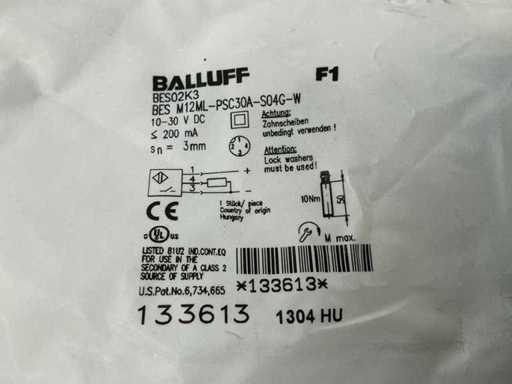 BALLUFF F1
BES02K3
BES M12ML-PSC30A-S04G-W
10-30 V DC
≤ 200 mA
sn = 3mm
Achtung:
Zahnscheiben
unbedingt verwenden !
Attention:
Lock washers
must be used!
1 +
4
3 −
1 Stück/ piece
Country of origin
Hungary
10Nm
M max.
CE
c UL us
LISTED 81U2 IND.CONT.EQ
FOR USE IN THE
SECONDARY OF A CLASS 2
SOURCE OF SUPPLY
U.S.Pat.No.6,734,665
*133613*
133613 1304 HU